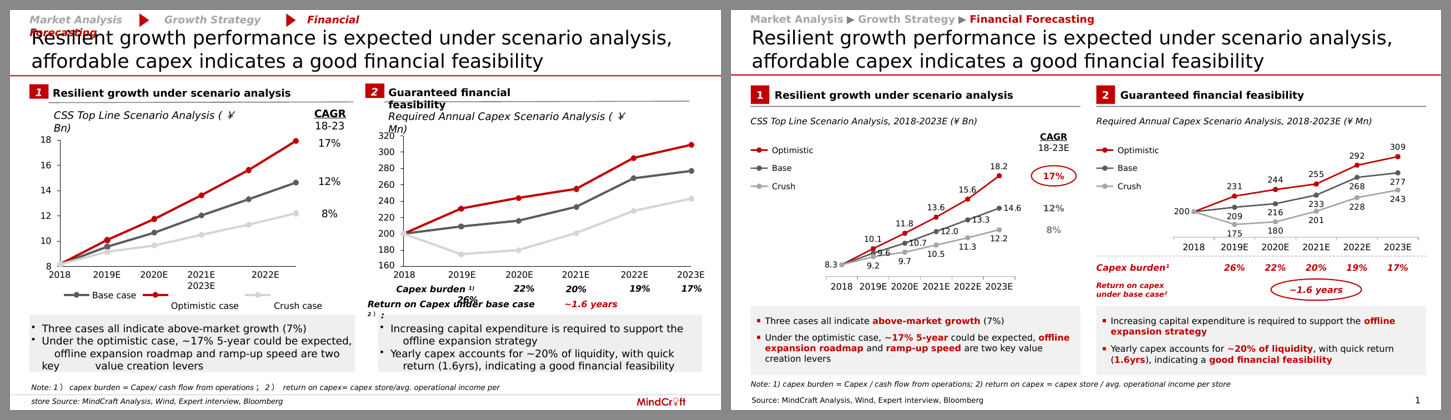 Market Analysis Growth Strategy Financial
Forecasting
Resilient growth performance is expected under scenario analysis,
affordable capex indicates a good financial feasibility
1 Resilient growth under scenario analysis
CSS Top Line Scenario Analysis ( ¥
Bn)
CAGR
18-23
18
16
14
12
10
8
17%
12%
8%
2018 2019E 2020E 2021E 2022E
2023E
Base case
Optimistic case
Crush case
2 Guaranteed financial
feasibility
Required Annual Capex Scenario Analysis ( ¥
Mn)
320
300
280
260
240
220
200
180
160
2018 2019E 2020E 2021E 2022E 2023E
Capex burden ¹⁾ 22% 20% 19% 17%
26%
Return on Capex under base case ~1.6 years
²⁾ :
• Three cases all indicate above-market growth (7%)
• Under the optimistic case, ~17% 5-year could be expected,
offline expansion roadmap and ramp-up speed are two
key value creation levers
• Increasing capital expenditure is required to support the
offline expansion strategy
• Yearly capex accounts for ~20% of liquidity, with quick
return (1.6yrs), indicating a good financial feasibility
Note: 1） capex burden = Capex/ cash flow from operations； 2） return on capex= capex store/avg. operational income per
store Source: MindCraft Analysis, Wind, Expert interview, Bloomberg
MindCraft
Market Analysis ▶ Growth Strategy ▶ Financial Forecasting
Resilient growth performance is expected under scenario analysis,
affordable capex indicates a good financial feasibility
1 Resilient growth under scenario analysis
CSS Top Line Scenario Analysis, 2018-2023E (¥ Bn)
CAGR
18-23E
Optimistic
Base
Crush
8.3
10.1
11.8
13.6
15.6
18.2
9.6
10.7
12.0
13.3
14.6
9.2
9.7
10.5
11.3
12.2
17%
12%
8%
2018 2019E 2020E 2021E 2022E 2023E
2 Guaranteed financial feasibility
Required Annual Capex Scenario Analysis, 2018-2023E (¥ Mn)
Optimistic
Base
Crush
200
231
244
255
292
309
209
216
233
268
277
175
180
201
228
243
2018 2019E 2020E 2021E 2022E 2023E
Capex burden¹ 26% 22% 20% 19% 17%
Return on capex
under base case²
~1.6 years
▪ Three cases all indicate above-market growth (7%)
▪ Under the optimistic case, ~17% 5-year could be expected, offline
expansion roadmap and ramp-up speed are two key value
creation levers
▪ Increasing capital expenditure is required to support the offline
expansion strategy
▪ Yearly capex accounts for ~20% of liquidity, with quick return
(1.6yrs), indicating a good financial feasibility
Note: 1) capex burden = Capex / cash flow from operations; 2) return on capex = capex store / avg. operational income per store
Source: MindCraft Analysis, Wind, Expert interview, Bloomberg
1